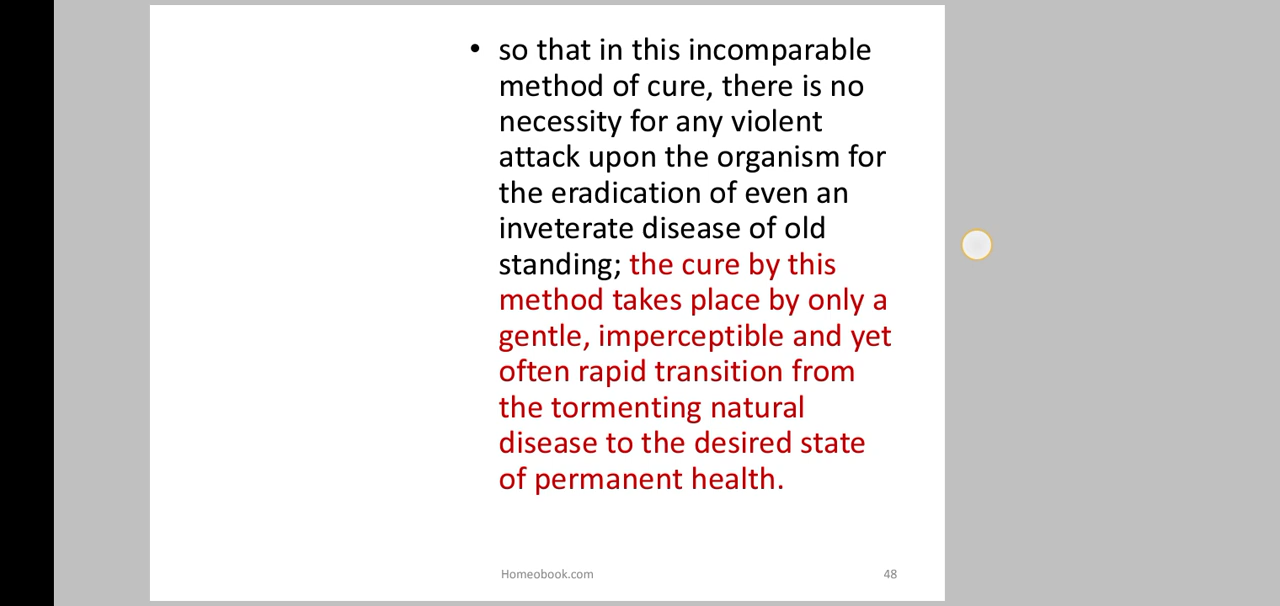 • so that in this incomparable
method of cure, there is no
necessity for any violent
attack upon the organism for
the eradication of even an
inveterate disease of old
standing; the cure by this
method takes place by only a
gentle, imperceptible and yet
often rapid transition from
the tormenting natural
disease to the desired state
of permanent health.
Homeobook.com
48